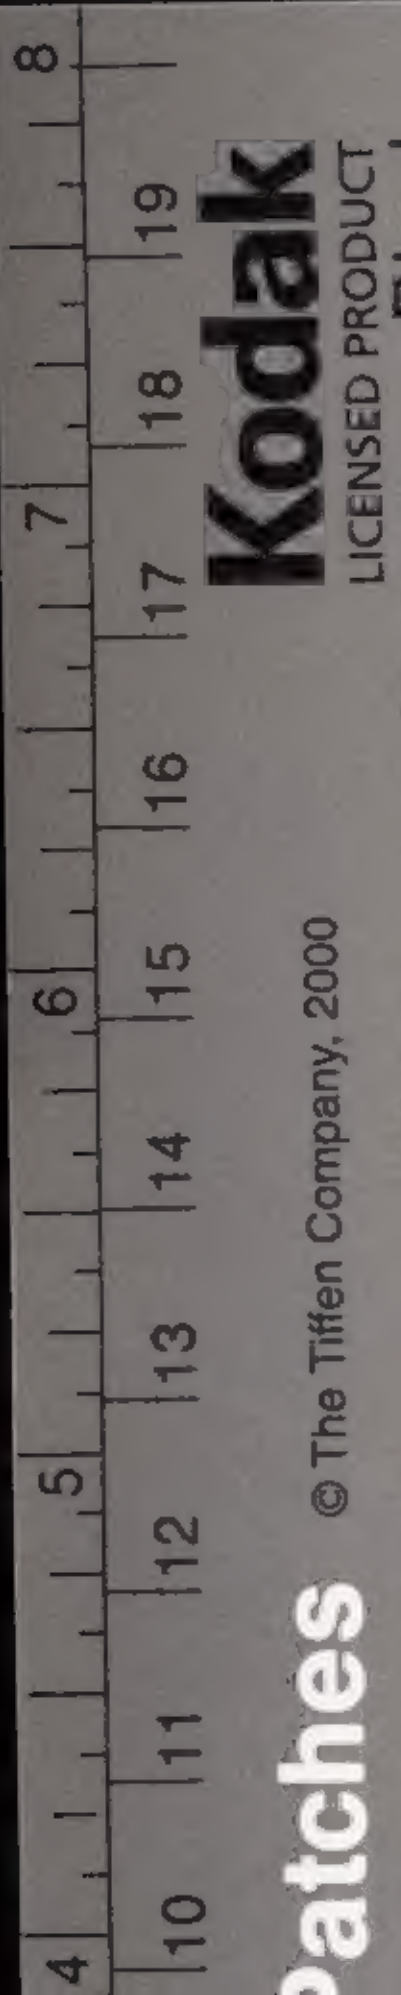 4 5 6 7 8
10 11 12 13 14 15 16 17 18 19
Patches © The Tiffen Company, 2000 Kodak
LICENSED PRODUCT